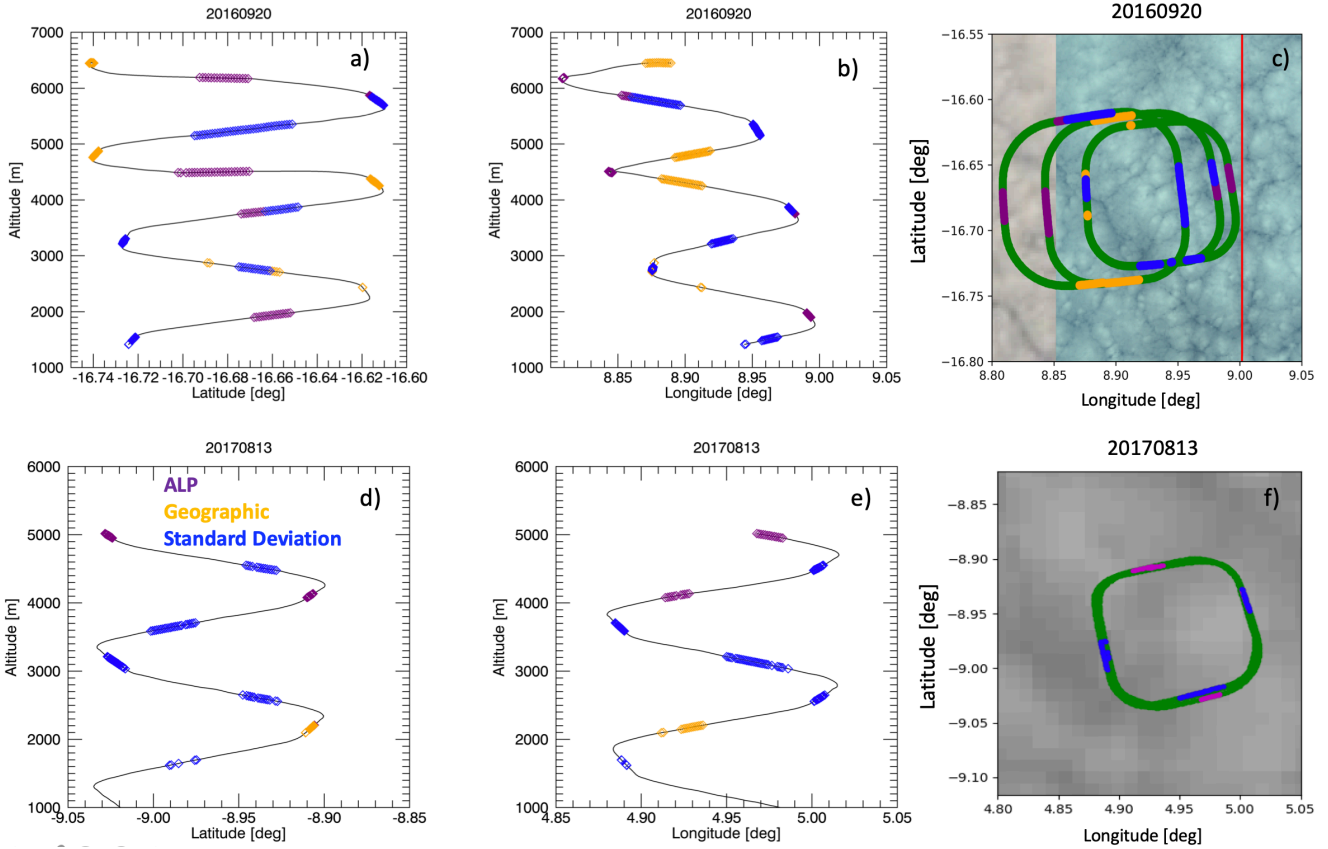 20160920
a)
7000
6000
5000
4000
3000
2000
1000
Altitude [m]
-16.74 -16.72 -16.70 -16.68 -16.66 -16.64 -16.62 -16.60
Latitude [deg]
20160920
b)
7000
6000
5000
4000
3000
2000
1000
Altitude [m]
8.85 8.90 8.95 9.00 9.05
Longitude [deg]
20160920
c)
−16.55
−16.60
−16.65
−16.70
−16.75
−16.80
Latitude [deg]
8.80 8.85 8.90 8.95 9.00 9.05
Longitude [deg]
20170813
d)
ALP
Geographic
Standard Deviation
6000
5000
4000
3000
2000
1000
Altitude [m]
-9.05 -9.00 -8.95 -8.90 -8.85
Latitude [deg]
20170813
e)
6000
5000
4000
3000
2000
1000
Altitude [m]
4.85 4.90 4.95 5.00 5.05
Longitude [deg]
20170813
f)
−8.85
−8.90
−8.95
−9.00
−9.05
−9.10
Latitude [deg]
4.80 4.85 4.90 4.95 5.00 5.05
Longitude [deg]